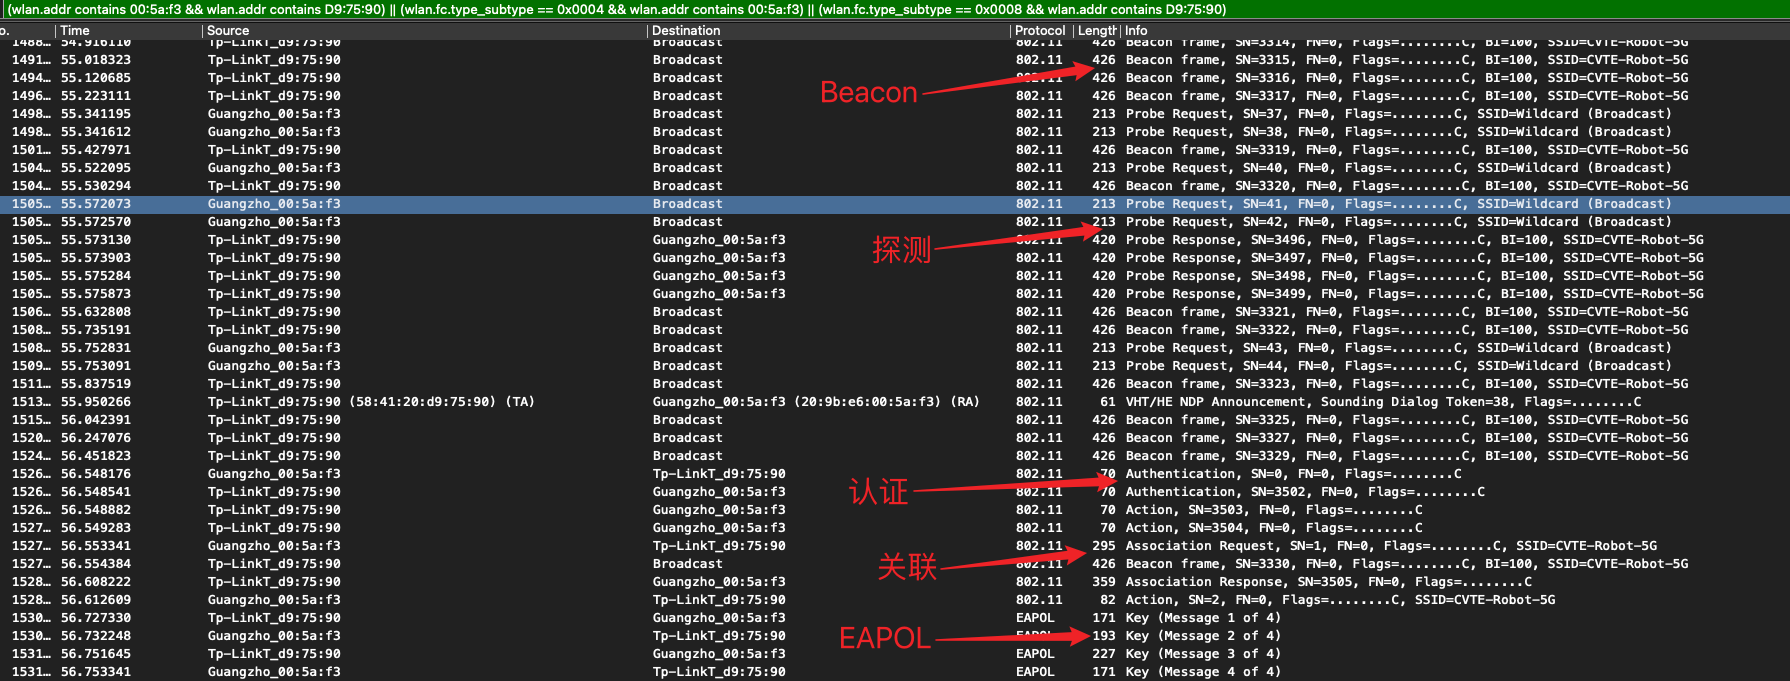 (wlan.addr contains 00:5a:f3 && wlan.addr contains D9:75:90) || (wlan.fc.type_subtype == 0x0004 && wlan.addr contains 00:5a:f3) || (wlan.fc.type_subtype == 0x0008 && wlan.addr contains D9:75:90)
o. Time Source Destination Protocol Length Info
1488… 54.916110 Tp-LinkT_d9:75:90 Broadcast 802.11 426 Beacon frame, SN=3314, FN=0, Flags=........C, BI=100, SSID=CVTE-Robot-5G
1491… 55.018323 Tp-LinkT_d9:75:90 Broadcast 802.11 426 Beacon frame, SN=3315, FN=0, Flags=........C, BI=100, SSID=CVTE-Robot-5G
1494… 55.120685 Tp-LinkT_d9:75:90 Broadcast 802.11 426 Beacon frame, SN=3316, FN=0, Flags=........C, BI=100, SSID=CVTE-Robot-5G
Beacon
1496… 55.223111 Tp-LinkT_d9:75:90 Broadcast 802.11 426 Beacon frame, SN=3317, FN=0, Flags=........C, BI=100, SSID=CVTE-Robot-5G
1498… 55.341195 Guangzho_00:5a:f3 Broadcast 802.11 213 Probe Request, SN=37, FN=0, Flags=........C, SSID=Wildcard (Broadcast)
1498… 55.341612 Guangzho_00:5a:f3 Broadcast 802.11 213 Probe Request, SN=38, FN=0, Flags=........C, SSID=Wildcard (Broadcast)
1501… 55.427971 Tp-LinkT_d9:75:90 Broadcast 802.11 426 Beacon frame, SN=3319, FN=0, Flags=........C, BI=100, SSID=CVTE-Robot-5G
1504… 55.522095 Guangzho_00:5a:f3 Broadcast 802.11 213 Probe Request, SN=40, FN=0, Flags=........C, SSID=Wildcard (Broadcast)
1504… 55.530294 Tp-LinkT_d9:75:90 Broadcast 802.11 426 Beacon frame, SN=3320, FN=0, Flags=........C, BI=100, SSID=CVTE-Robot-5G
1505… 55.572073 Guangzho_00:5a:f3 Broadcast 802.11 213 Probe Request, SN=41, FN=0, Flags=........C, SSID=Wildcard (Broadcast)
1505… 55.572570 Guangzho_00:5a:f3 Broadcast 802.11 213 Probe Request, SN=42, FN=0, Flags=........C, SSID=Wildcard (Broadcast)
1505… 55.573130 Tp-LinkT_d9:75:90 Guangzho_00:5a:f3 802.11 420 Probe Response, SN=3496, FN=0, Flags=........C, BI=100, SSID=CVTE-Robot-5G
探测
1505… 55.573903 Tp-LinkT_d9:75:90 Guangzho_00:5a:f3 802.11 420 Probe Response, SN=3497, FN=0, Flags=........C, BI=100, SSID=CVTE-Robot-5G
1505… 55.575284 Tp-LinkT_d9:75:90 Guangzho_00:5a:f3 802.11 420 Probe Response, SN=3498, FN=0, Flags=........C, BI=100, SSID=CVTE-Robot-5G
1505… 55.575873 Tp-LinkT_d9:75:90 Guangzho_00:5a:f3 802.11 420 Probe Response, SN=3499, FN=0, Flags=........C, BI=100, SSID=CVTE-Robot-5G
1506… 55.632808 Tp-LinkT_d9:75:90 Broadcast 802.11 426 Beacon frame, SN=3321, FN=0, Flags=........C, BI=100, SSID=CVTE-Robot-5G
1508… 55.735191 Tp-LinkT_d9:75:90 Broadcast 802.11 426 Beacon frame, SN=3322, FN=0, Flags=........C, BI=100, SSID=CVTE-Robot-5G
1508… 55.752831 Guangzho_00:5a:f3 Broadcast 802.11 213 Probe Request, SN=43, FN=0, Flags=........C, SSID=Wildcard (Broadcast)
1509… 55.753091 Guangzho_00:5a:f3 Broadcast 802.11 213 Probe Request, SN=44, FN=0, Flags=........C, SSID=Wildcard (Broadcast)
1511… 55.837519 Tp-LinkT_d9:75:90 Broadcast 802.11 426 Beacon frame, SN=3323, FN=0, Flags=........C, BI=100, SSID=CVTE-Robot-5G
1513… 55.950266 Tp-LinkT_d9:75:90 (58:41:20:d9:75:90) (TA) Guangzho_00:5a:f3 (20:9b:e6:00:5a:f3) (RA) 802.11 61 VHT/HE NDP Announcement, Sounding Dialog Token=38, Flags=........C
1515… 56.042391 Tp-LinkT_d9:75:90 Broadcast 802.11 426 Beacon frame, SN=3325, FN=0, Flags=........C, BI=100, SSID=CVTE-Robot-5G
1520… 56.247076 Tp-LinkT_d9:75:90 Broadcast 802.11 426 Beacon frame, SN=3327, FN=0, Flags=........C, BI=100, SSID=CVTE-Robot-5G
1524… 56.451823 Tp-LinkT_d9:75:90 Broadcast 802.11 426 Beacon frame, SN=3329, FN=0, Flags=........C, BI=100, SSID=CVTE-Robot-5G
1526… 56.548176 Guangzho_00:5a:f3 Tp-LinkT_d9:75:90 802.11 70 Authentication, SN=0, FN=0, Flags=........C
1526… 56.548541 Tp-LinkT_d9:75:90 Guangzho_00:5a:f3 802.11 70 Authentication, SN=3502, FN=0, Flags=........C
认证
1526… 56.548882 Tp-LinkT_d9:75:90 Guangzho_00:5a:f3 802.11 70 Action, SN=3503, FN=0, Flags=........C
1527… 56.549283 Tp-LinkT_d9:75:90 Guangzho_00:5a:f3 802.11 70 Action, SN=3504, FN=0, Flags=........C
1527… 56.553341 Guangzho_00:5a:f3 Tp-LinkT_d9:75:90 802.11 295 Association Request, SN=1, FN=0, Flags=........C, SSID=CVTE-Robot-5G
1527… 56.554384 Tp-LinkT_d9:75:90 Broadcast 802.11 426 Beacon frame, SN=3330, FN=0, Flags=........C, BI=100, SSID=CVTE-Robot-5G
关联
1528… 56.608222 Tp-LinkT_d9:75:90 Guangzho_00:5a:f3 802.11 359 Association Response, SN=3505, FN=0, Flags=........C
1528… 56.612609 Guangzho_00:5a:f3 Tp-LinkT_d9:75:90 802.11 82 Action, SN=2, FN=0, Flags=........C, SSID=CVTE-Robot-5G
1530… 56.727330 Tp-LinkT_d9:75:90 Guangzho_00:5a:f3 EAPOL 171 Key (Message 1 of 4)
1530… 56.732248 Guangzho_00:5a:f3 Tp-LinkT_d9:75:90 EAPOL 193 Key (Message 2 of 4)
EAPOL
1531… 56.751645 Tp-LinkT_d9:75:90 Guangzho_00:5a:f3 EAPOL 227 Key (Message 3 of 4)
1531… 56.753341 Guangzho_00:5a:f3 Tp-LinkT_d9:75:90 EAPOL 171 Key (Message 4 of 4)